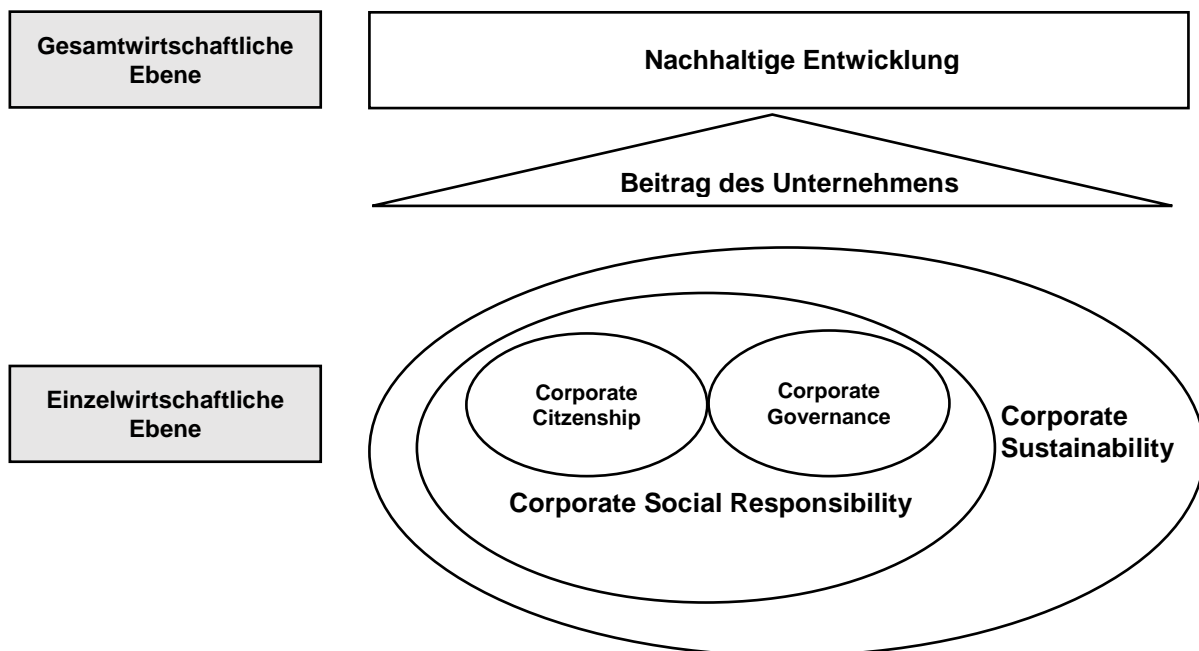 Gesamtwirtschaftliche
Ebene
Nachhaltige Entwicklung
Beitrag des Unternehmens
Einzelwirtschaftliche
Ebene
Corporate
Citzenship
Corporate
Governance
Corporate
Sustainability
Corporate Social Responsibility